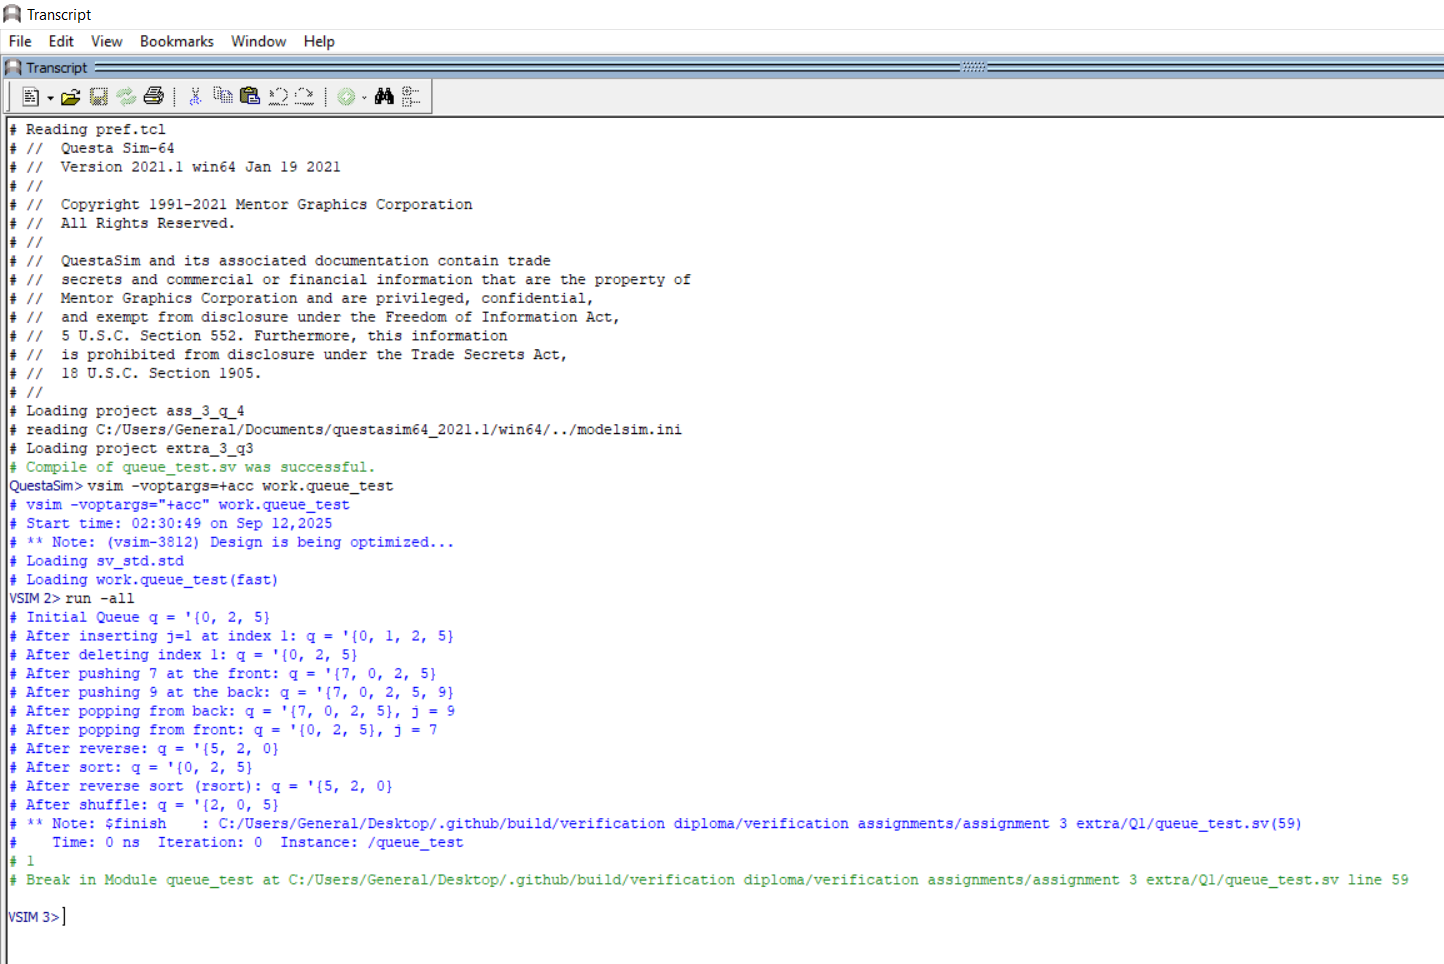 Transcript
File Edit View Bookmarks Window Help
Transcript
# Reading pref.tcl
# //  Questa Sim-64
# //  Version 2021.1 win64 Jan 19 2021
# //
# //  Copyright 1991-2021 Mentor Graphics Corporation
# //  All Rights Reserved.
# //
# //  QuestaSim and its associated documentation contain trade
# //  secrets and commercial or financial information that are the property of
# //  Mentor Graphics Corporation and are privileged, confidential,
# //  and exempt from disclosure under the Freedom of Information Act,
# //  5 U.S.C. Section 552. Furthermore, this information
# //  is prohibited from disclosure under the Trade Secrets Act,
# //  18 U.S.C. Section 1905.
# //
# Loading project ass_3_q_4
# reading C:/Users/General/Documents/questasim64_2021.1/win64/../modelsim.ini
# Loading project extra_3_q3
# Compile of queue_test.sv was successful.
QuestaSim> vsim -voptargs=+acc work.queue_test
# vsim -voptargs="+acc" work.queue_test
# Start time: 02:30:49 on Sep 12,2025
# ** Note: (vsim-3812) Design is being optimized...
# Loading sv_std.std
# Loading work.queue_test(fast)
VSIM 2> run -all
# Initial Queue q = '{0, 2, 5}
# After inserting j=1 at index 1: q = '{0, 1, 2, 5}
# After deleting index 1: q = '{0, 2, 5}
# After pushing 7 at the front: q = '{7, 0, 2, 5}
# After pushing 9 at the back: q = '{7, 0, 2, 5, 9}
# After popping from back: q = '{7, 0, 2, 5}, j = 9
# After popping from front: q = '{0, 2, 5}, j = 7
# After reverse: q = '{5, 2, 0}
# After sort: q = '{0, 2, 5}
# After reverse sort (rsort): q = '{5, 2, 0}
# After shuffle: q = '{2, 0, 5}
# ** Note: $finish    : C:/Users/General/Desktop/.github/build/verification diploma/verification assignments/assignment 3 extra/Q1/queue_test.sv(59)
#    Time: 0 ns  Iteration: 0  Instance: /queue_test
# 1
# Break in Module queue_test at C:/Users/General/Desktop/.github/build/verification diploma/verification assignments/assignment 3 extra/Q1/queue_test.sv line 59
VSIM 3>